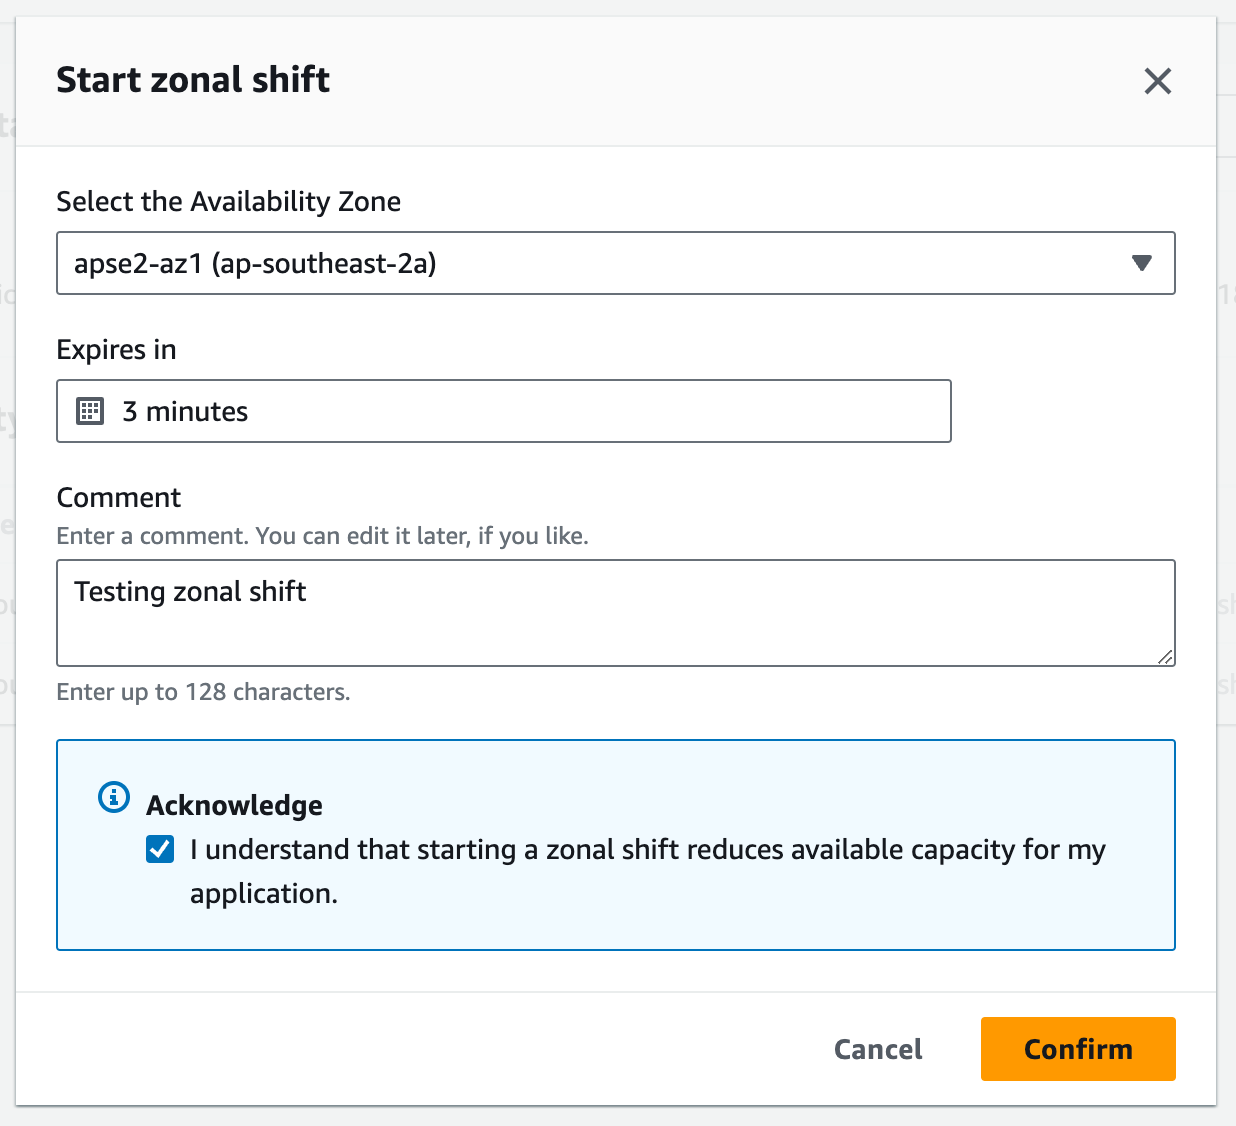 Start zonal shift
Select the Availability Zone
apse2-az1 (ap-southeast-2a)
Expires in
3 minutes
Comment
Enter a comment. You can edit it later, if you like.
Testing zonal shift
Enter up to 128 characters.
Acknowledge
I understand that starting a zonal shift reduces available capacity for my
application.
Cancel
Confirm